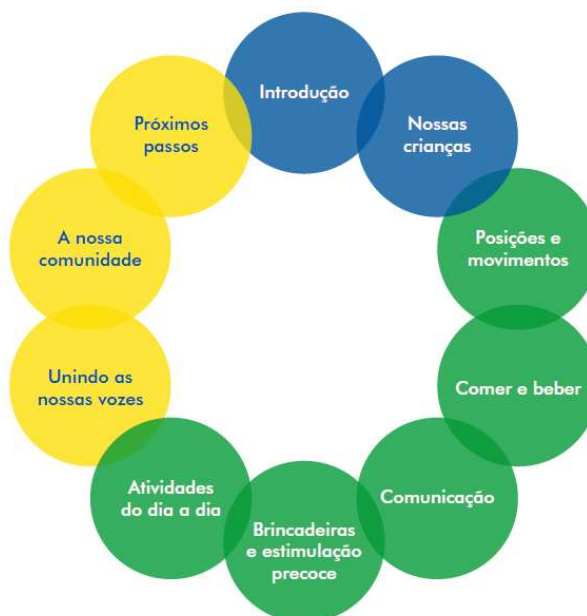 Introdução
Nossas
crianças
Posições e
movimentos
Comer e beber
Comunicação
Brincadeiras
e estimulação
precoce
Atividades
do dia a dia
Unindo as
nossas vozes
A nossa
comunidade
Próximos
passos